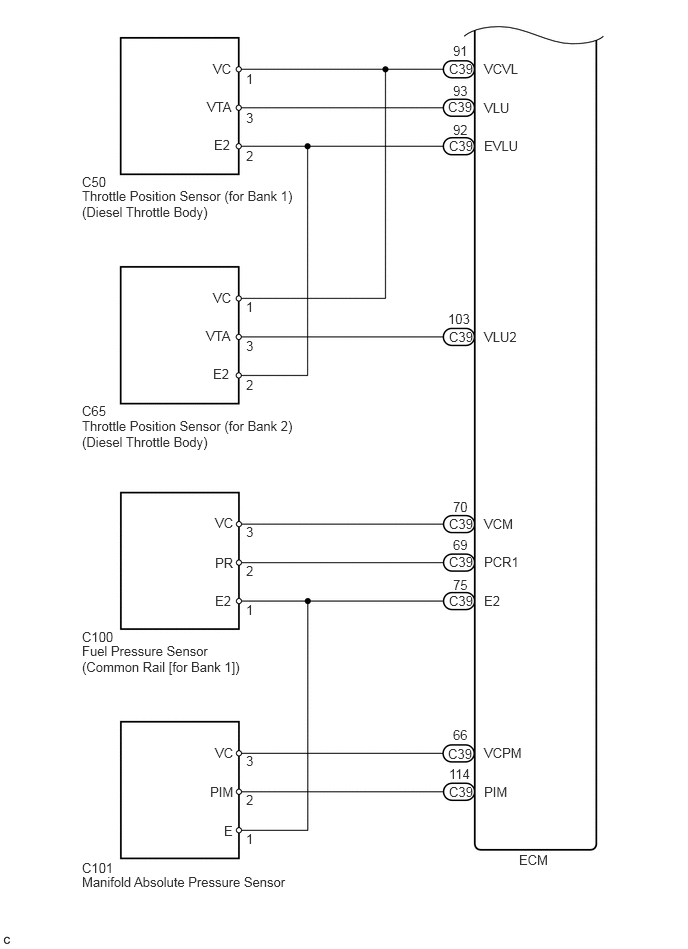 91
VC C39 VCVL
1
93
VTA C39 VLU
3
92
E2 C39 EVLU
2
C50
Throttle Position Sensor (for Bank 1)
(Diesel Throttle Body)
VC
1
103
VTA C39 VLU2
3
E2
2
C65
Throttle Position Sensor (for Bank 2)
(Diesel Throttle Body)
70
VC C39 VCM
3
69
PR C39 PCR1
2
75
E2 C39 E2
1
C100
Fuel Pressure Sensor
(Common Rail [for Bank 1])
66
VC C39 VCPM
3
114
PIM C39 PIM
2
E
1
ECM
C101
Manifold Absolute Pressure Sensor
c